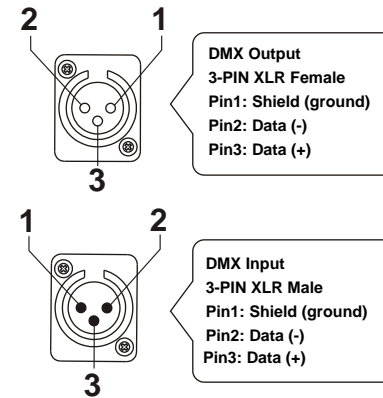 2 1
DMX Output
3-PIN XLR Female
Pin1: Shield (ground)
Pin2: Data (-)
Pin3: Data (+)
3
1 2
DMX Input
3-PIN XLR Male
Pin1: Shield (ground)
Pin2: Data (-)
Pin3: Data (+)
3